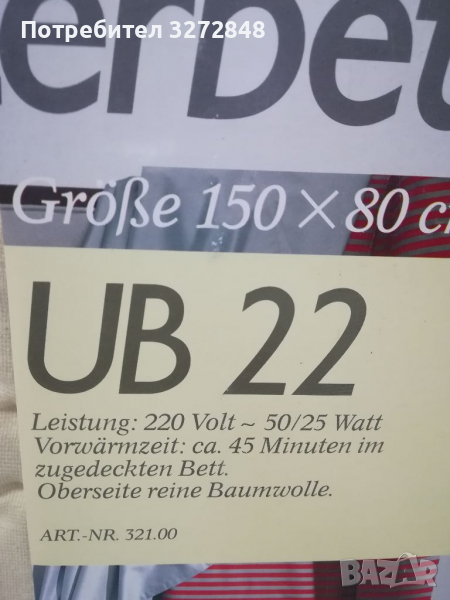 Потребител 3272848
erbet
Größe 150 × 80 c
UB 22
Leistung: 220 Volt ~ 50/25 Watt
Vorwärmzeit: ca. 45 Minuten im
zugedeckten Bett.
Oberseite reine Baumwolle.
ART.-NR. 321.00
BAZAR